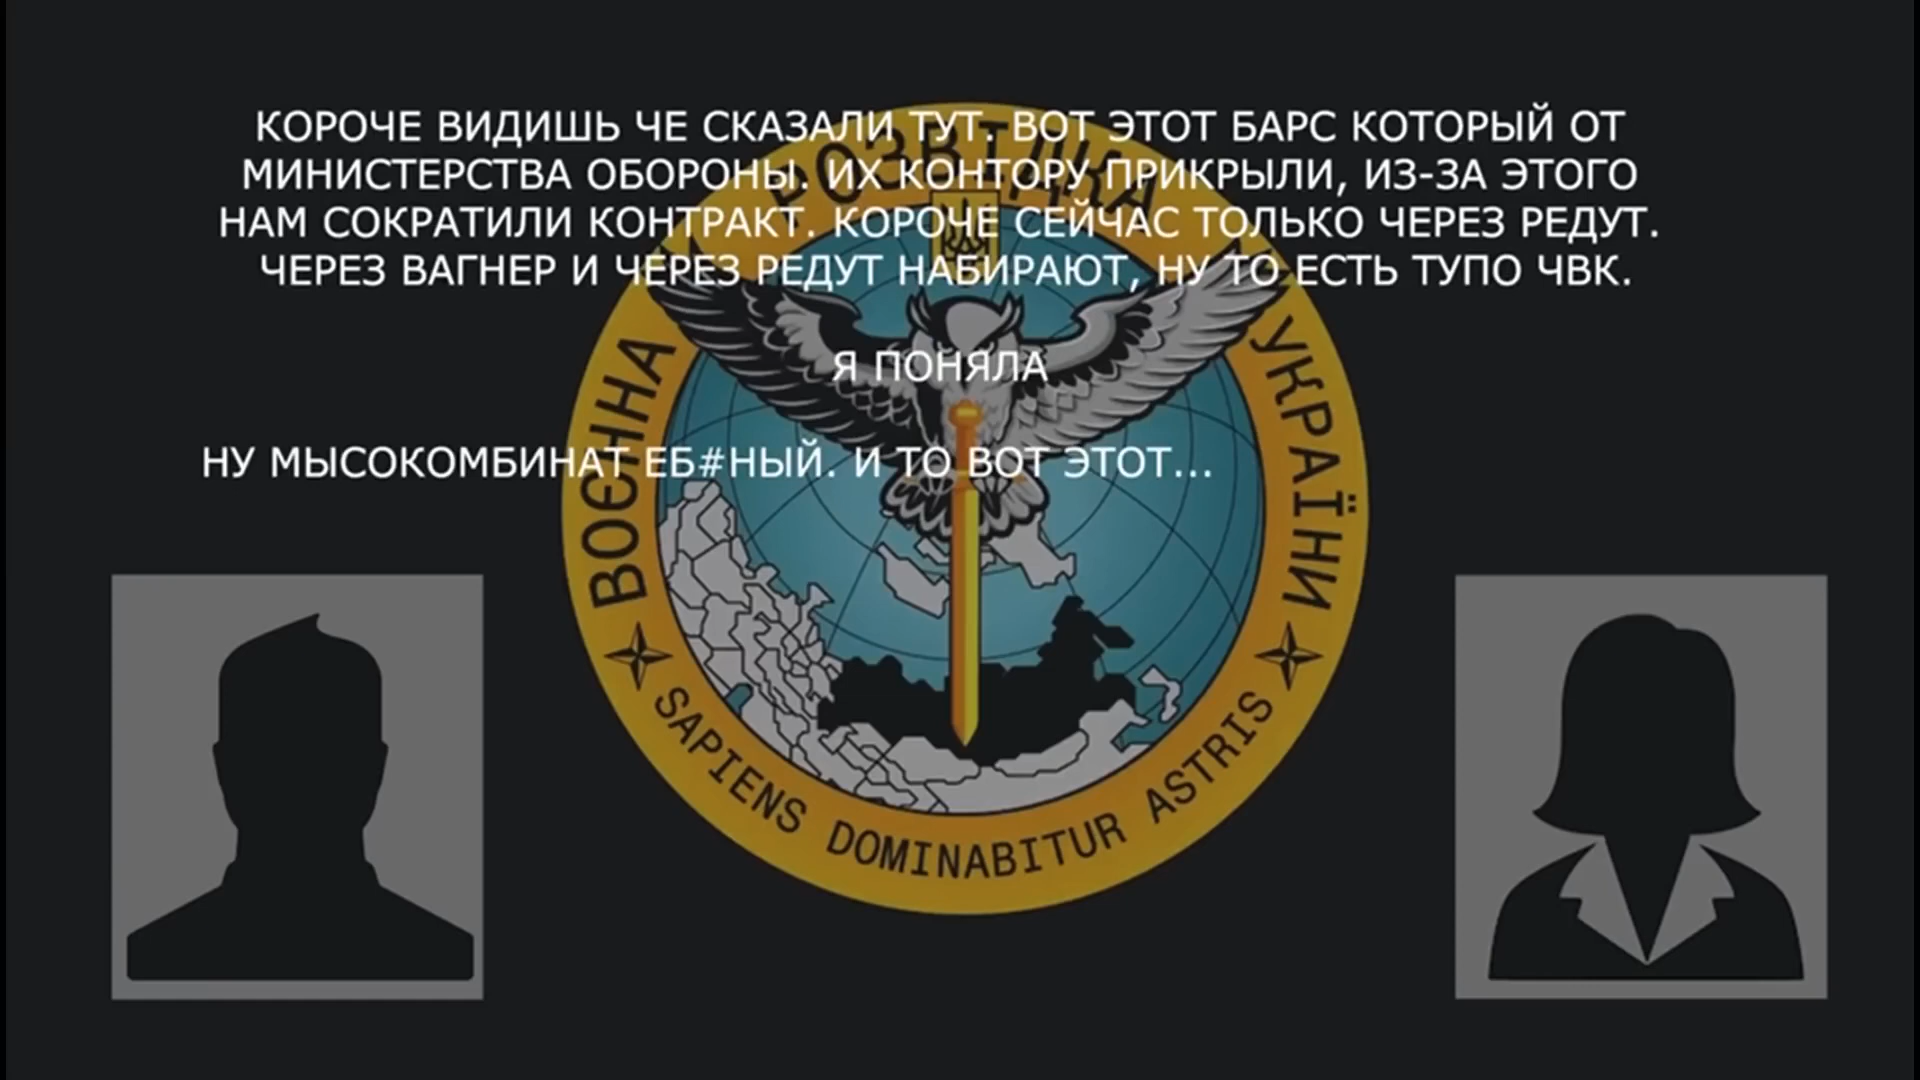 КОРОЧЕ ВИДИШЬ ЧЕ СКАЗАЛИ ТУТ. ВОТ ЭТОТ БАРС КОТОРЫЙ ОТ
МИНИСТЕРСТВА ОБОРОНЫ. ИХ КОНТОРУ ПРИКРЫЛИ, ИЗ-ЗА ЭТОГО
НАМ СОКРАТИЛИ КОНТРАКТ. КОРОЧЕ СЕЙЧАС ТОЛЬКО ЧЕРЕЗ РЕДУТ.
ЧЕРЕЗ ВАГНЕР И ЧЕРЕЗ РЕДУТ НАБИРАЮТ, НУ ТО ЕСТЬ ТУПО ЧВК.
Я ПОНЯЛА
НУ МЫСОКОМБИНАТ ЕБ#НЫЙ. И ТО ВОТ ЭТОТ...
ВОЄННА РОЗВІДКА УКРАЇНИ
SAPIENS DOMINABITUR ASTRIS